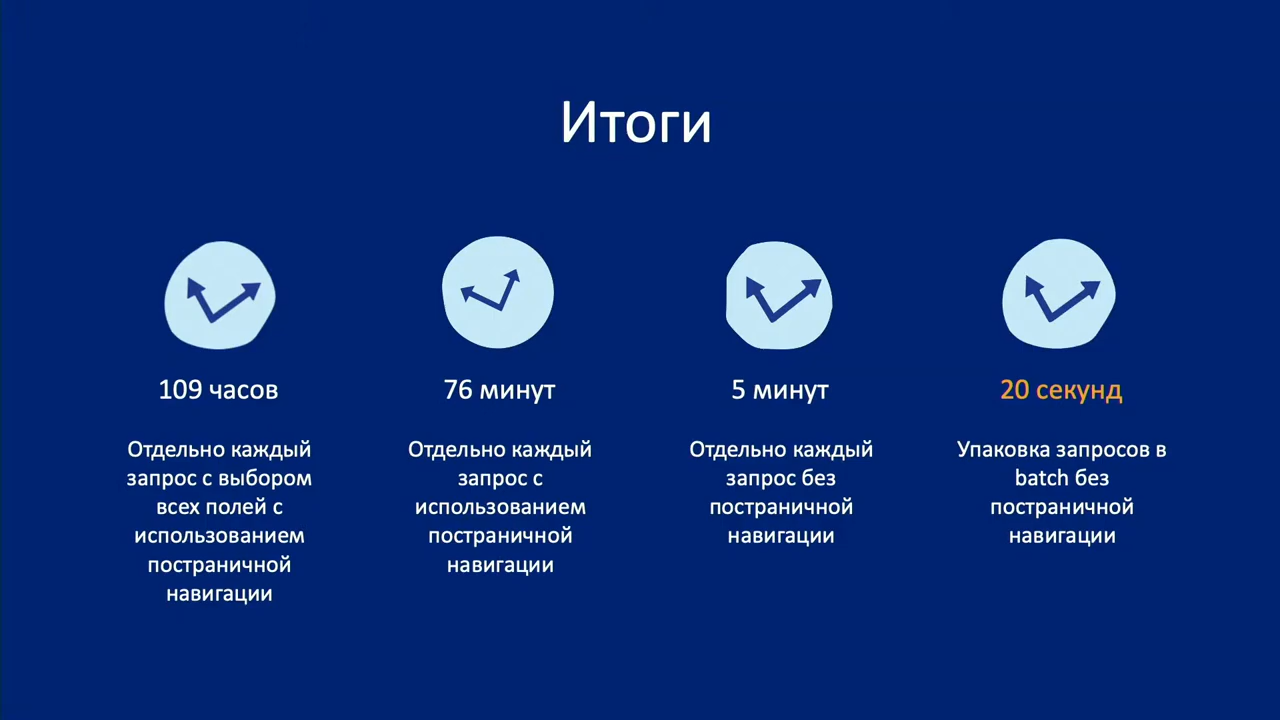 Итоги
109 часов
Отдельно каждый
запрос с выбором
всех полей с
использованием
постраничной
навигации
76 минут
Отдельно каждый
запрос с
использованием
постраничной
навигации
5 минут
Отдельно каждый
запрос без
постраничной
навигации
20 секунд
Упаковка запросов в
batch без
постраничной
навигации